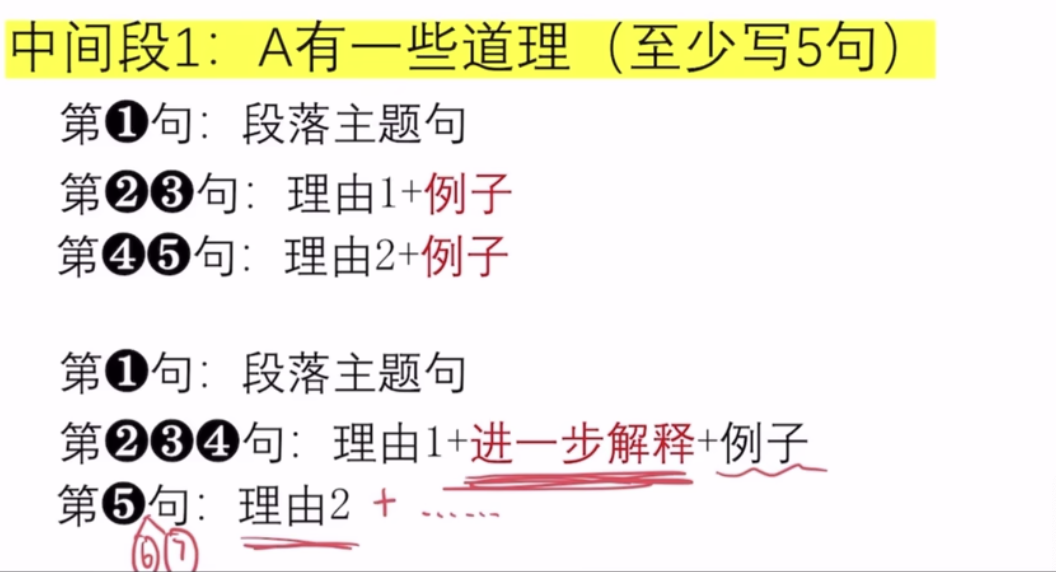 中间段1：A有一些道理（至少写5句）
第❶句：段落主题句
第❷❸句：理由1+例子
第❹❺句：理由2+例子
第❶句：段落主题句
第❷❸❹句：理由1+进一步解释+例子
第❺句：理由2 + ……
⑥⑦